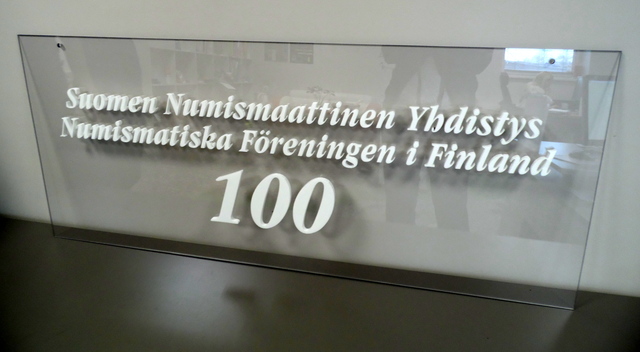 Suomen Numismaattinen Yhdistys
Numismatiska Föreningen i Finland
100